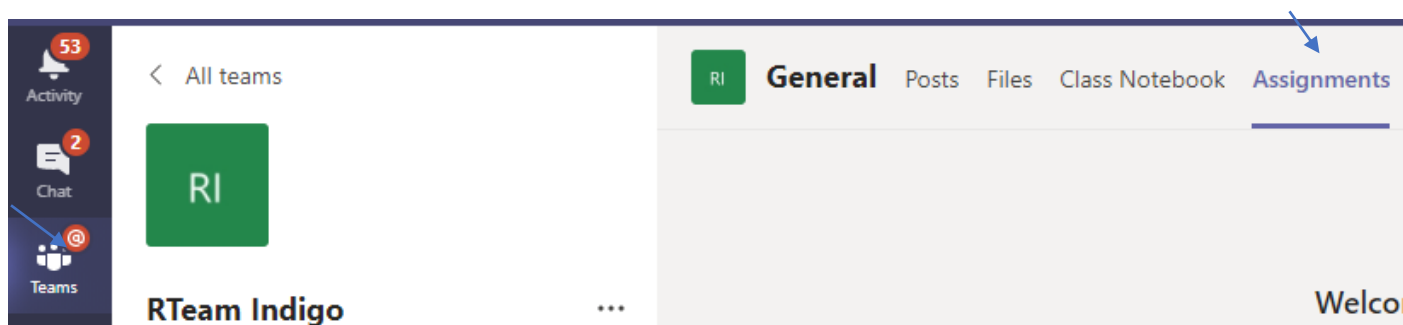 53
Activity
2
Chat
@
Teams
All teams
RI
RTeam Indigo
...
RI
General Posts Files Class Notebook Assignments
Welco